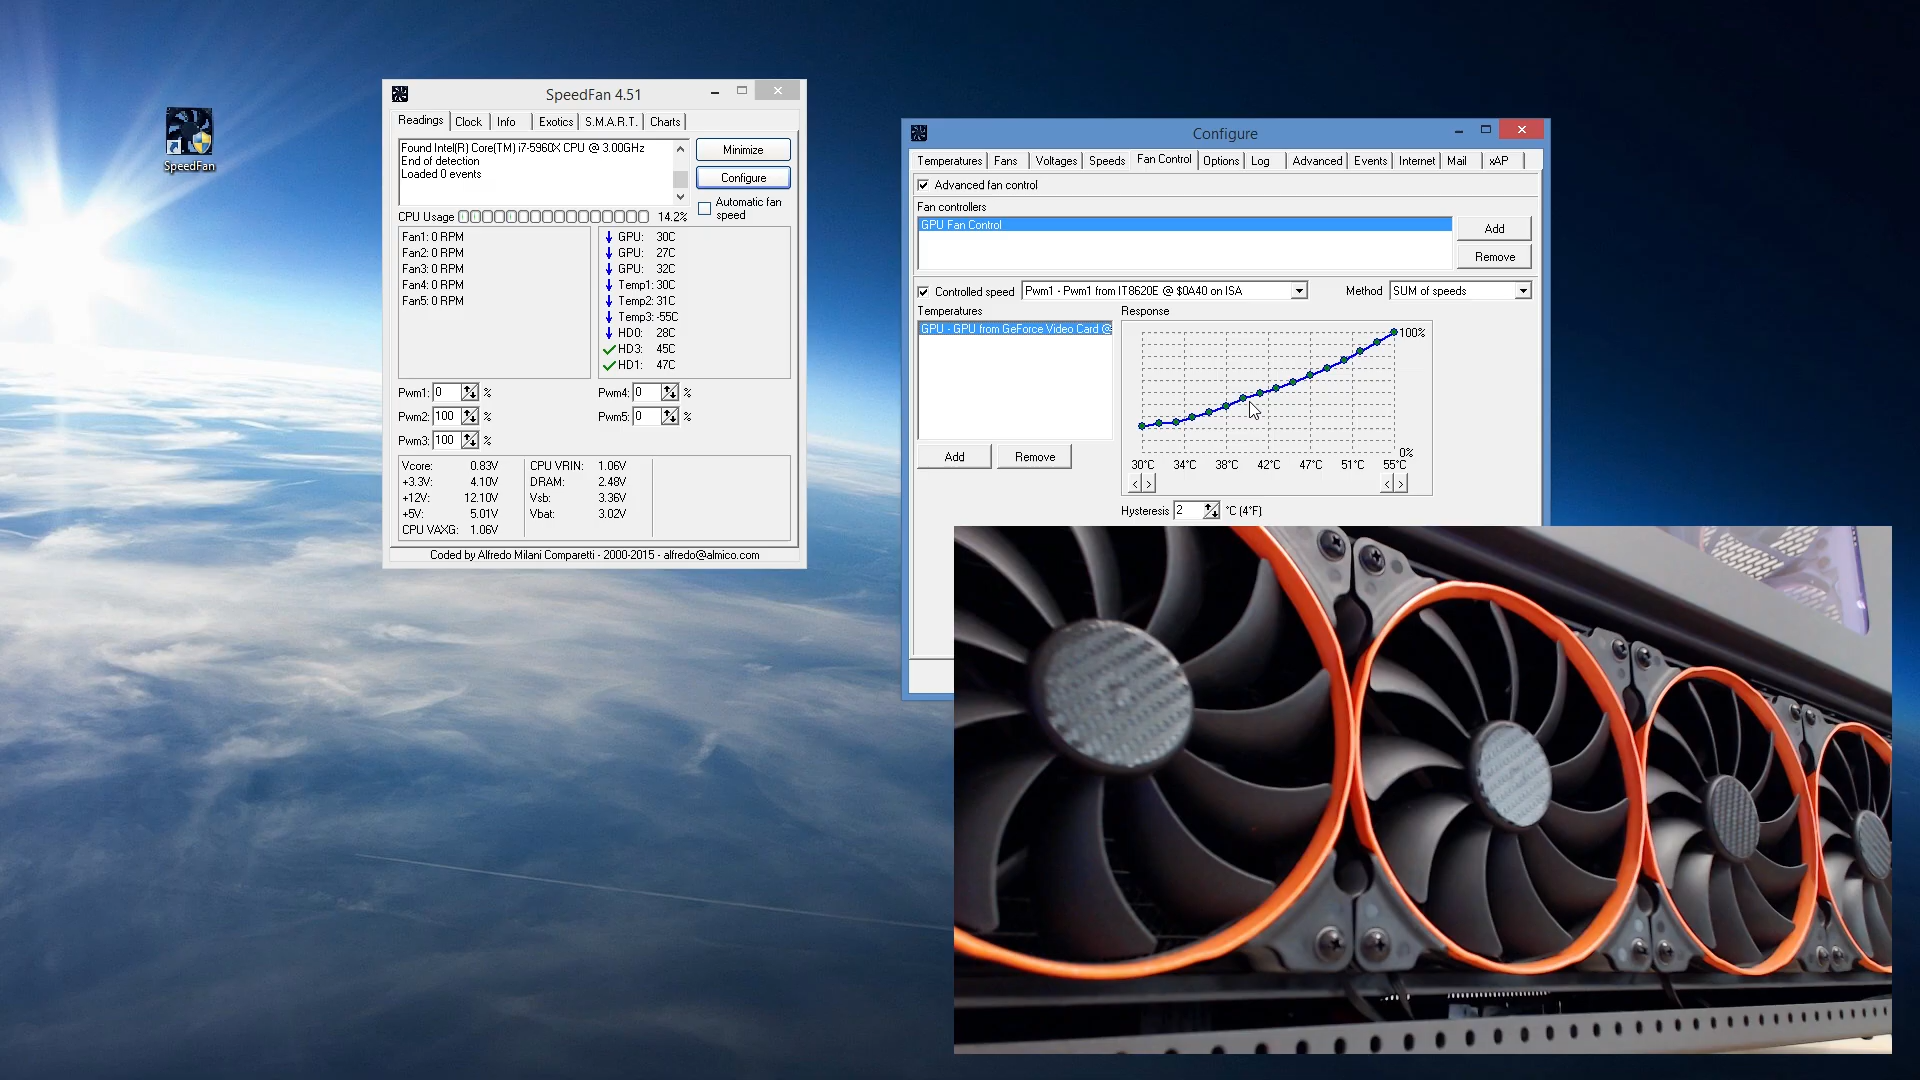 SpeedFan
SpeedFan 4.51
Readings Clock Info Exotics S.M.A.R.T. Charts
Found Intel(R) Core(TM) i7-5960X CPU @ 3.00GHz
End of detection
Loaded 0 events
Minimize
Configure
Automatic fan
speed
CPU Usage 14.2%
Fan1: 0 RPM
Fan2: 0 RPM
Fan3: 0 RPM
Fan4: 0 RPM
Fan5: 0 RPM
GPU: 30C
GPU: 27C
GPU: 32C
Temp1: 30C
Temp2: 31C
Temp3: -55C
HD0: 28C
HD3: 45C
HD1: 47C
Pwm1: 0 %
Pwm2: 100 %
Pwm3: 100 %
Pwm4: 0 %
Pwm5: 0 %
Vcore: 0.83V
+3.3V: 4.10V
+12V: 12.10V
+5V: 5.01V
CPU VAXG: 1.06V
CPU VRIN: 1.06V
DRAM: 2.48V
Vsb: 3.36V
Vbat: 3.02V
Coded by Alfredo Milani Comparetti - 2000-2015 - alfredo@almico.com
Configure
Temperatures Fans Voltages Speeds Fan Control Options Log Advanced Events Internet Mail xAP
Advanced fan control
Fan controllers
GPU Fan Control
Add
Remove
Controlled speed Pwm1 - Pwm1 from IT8620E @ $0A40 on ISA Method SUM of speeds
Temperatures
GPU - GPU from GeForce Video Card @
Add Remove
Response
100%
0%
30°C 34°C 38°C 42°C 47°C 51°C 55°C
< > < >
Hysteresis 2 °C (4°F)